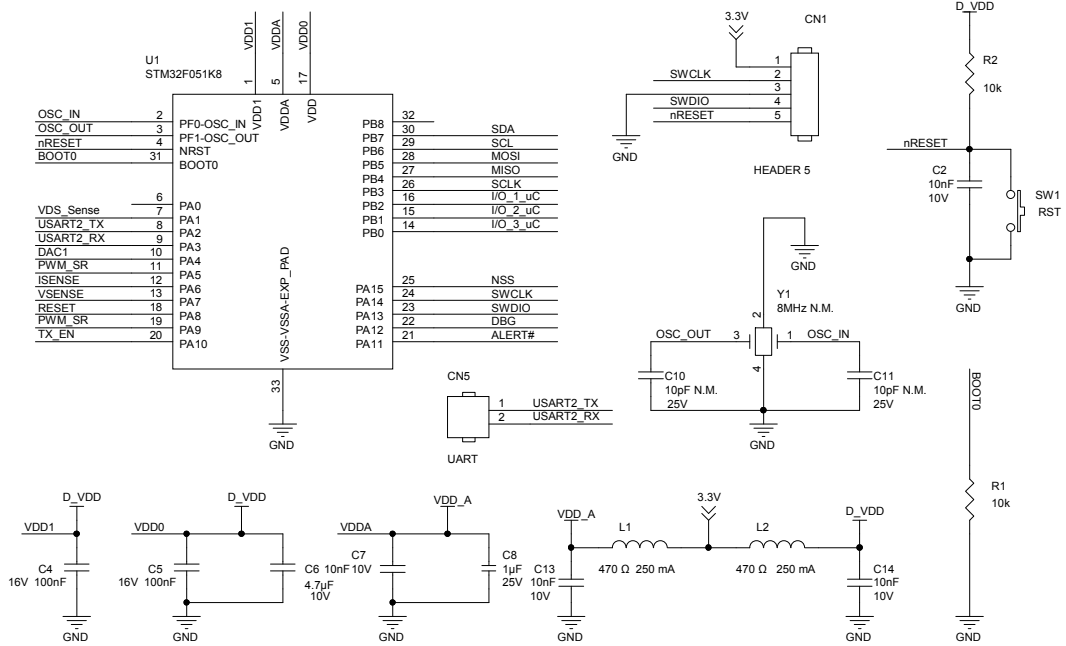 U1
STM32F051K8
VDD1
VDDA
VDD0
1
5
17
VDD1
VDDA
VDD
OSC_IN 2 PF0-OSC_IN
OSC_OUT 3 PF1-OSC_OUT
nRESET 4 NRST
BOOT0 31 BOOT0
6 PA0
VDS_Sense 7 PA1
USART2_TX 8 PA2
USART2_RX 9 PA3
DAC1 10 PA4
PWM_SR 11 PA5
ISENSE 12 PA6
VSENSE 13 PA7
RESET 18 PA8
PWM_SR 19 PA9
TX_EN 20 PA10
PB8 32
PB7 30 SDA
PB6 29 SCL
PB5 28 MOSI
PB4 27 MISO
PB3 26 SCLK
PB2 16 I/O_1_uC
PB1 15 I/O_2_uC
PB0 14 I/O_3_uC
PA15 25 NSS
PA14 24 SWCLK
PA13 23 SWDIO
PA12 22 DBG
PA11 21 ALERT#
VSS-VSSA-EXP_PAD
33
GND
CN1
3.3V
1
SWCLK 2
3
SWDIO 4
nRESET 5
GND
HEADER 5
D_VDD
R2
10k
nRESET
C2
10nF
10V
SW1
RST
GND
GND
Y1
8MHz N.M.
2
OSC_OUT 3
1 OSC_IN
4
C10
10pF N.M.
25V
C11
10pF N.M.
25V
GND
CN5
1 USART2_TX
2 USART2_RX
UART
BOOT0
R1
10k
GND
D_VDD
VDD1
C4
16V 100nF
GND
D_VDD
VDD0
C5
16V 100nF
C6
4.7µF
10V
GND
VDD_A
VDDA
C7
10nF 10V
C8
1µF
25V
GND
VDD_A
L1
470 Ω 250 mA
3.3V
L2
470 Ω 250 mA
D_VDD
C13
10nF
10V
GND
C14
10nF
10V
GND